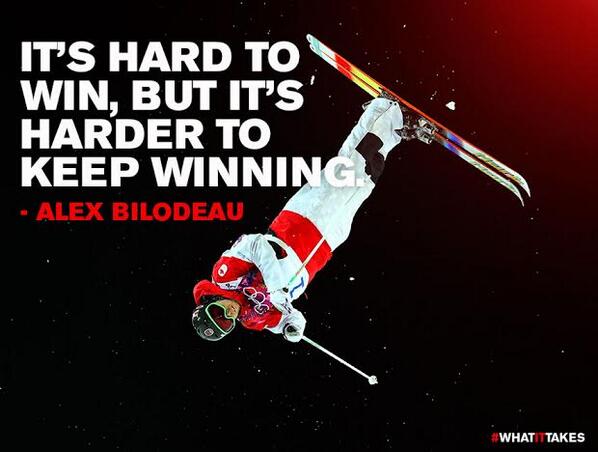 IT'S HARD TO
WIN, BUT IT'S
HARDER TO
KEEP WINNING.
- ALEX BILODEAU
#WHATITTAKES